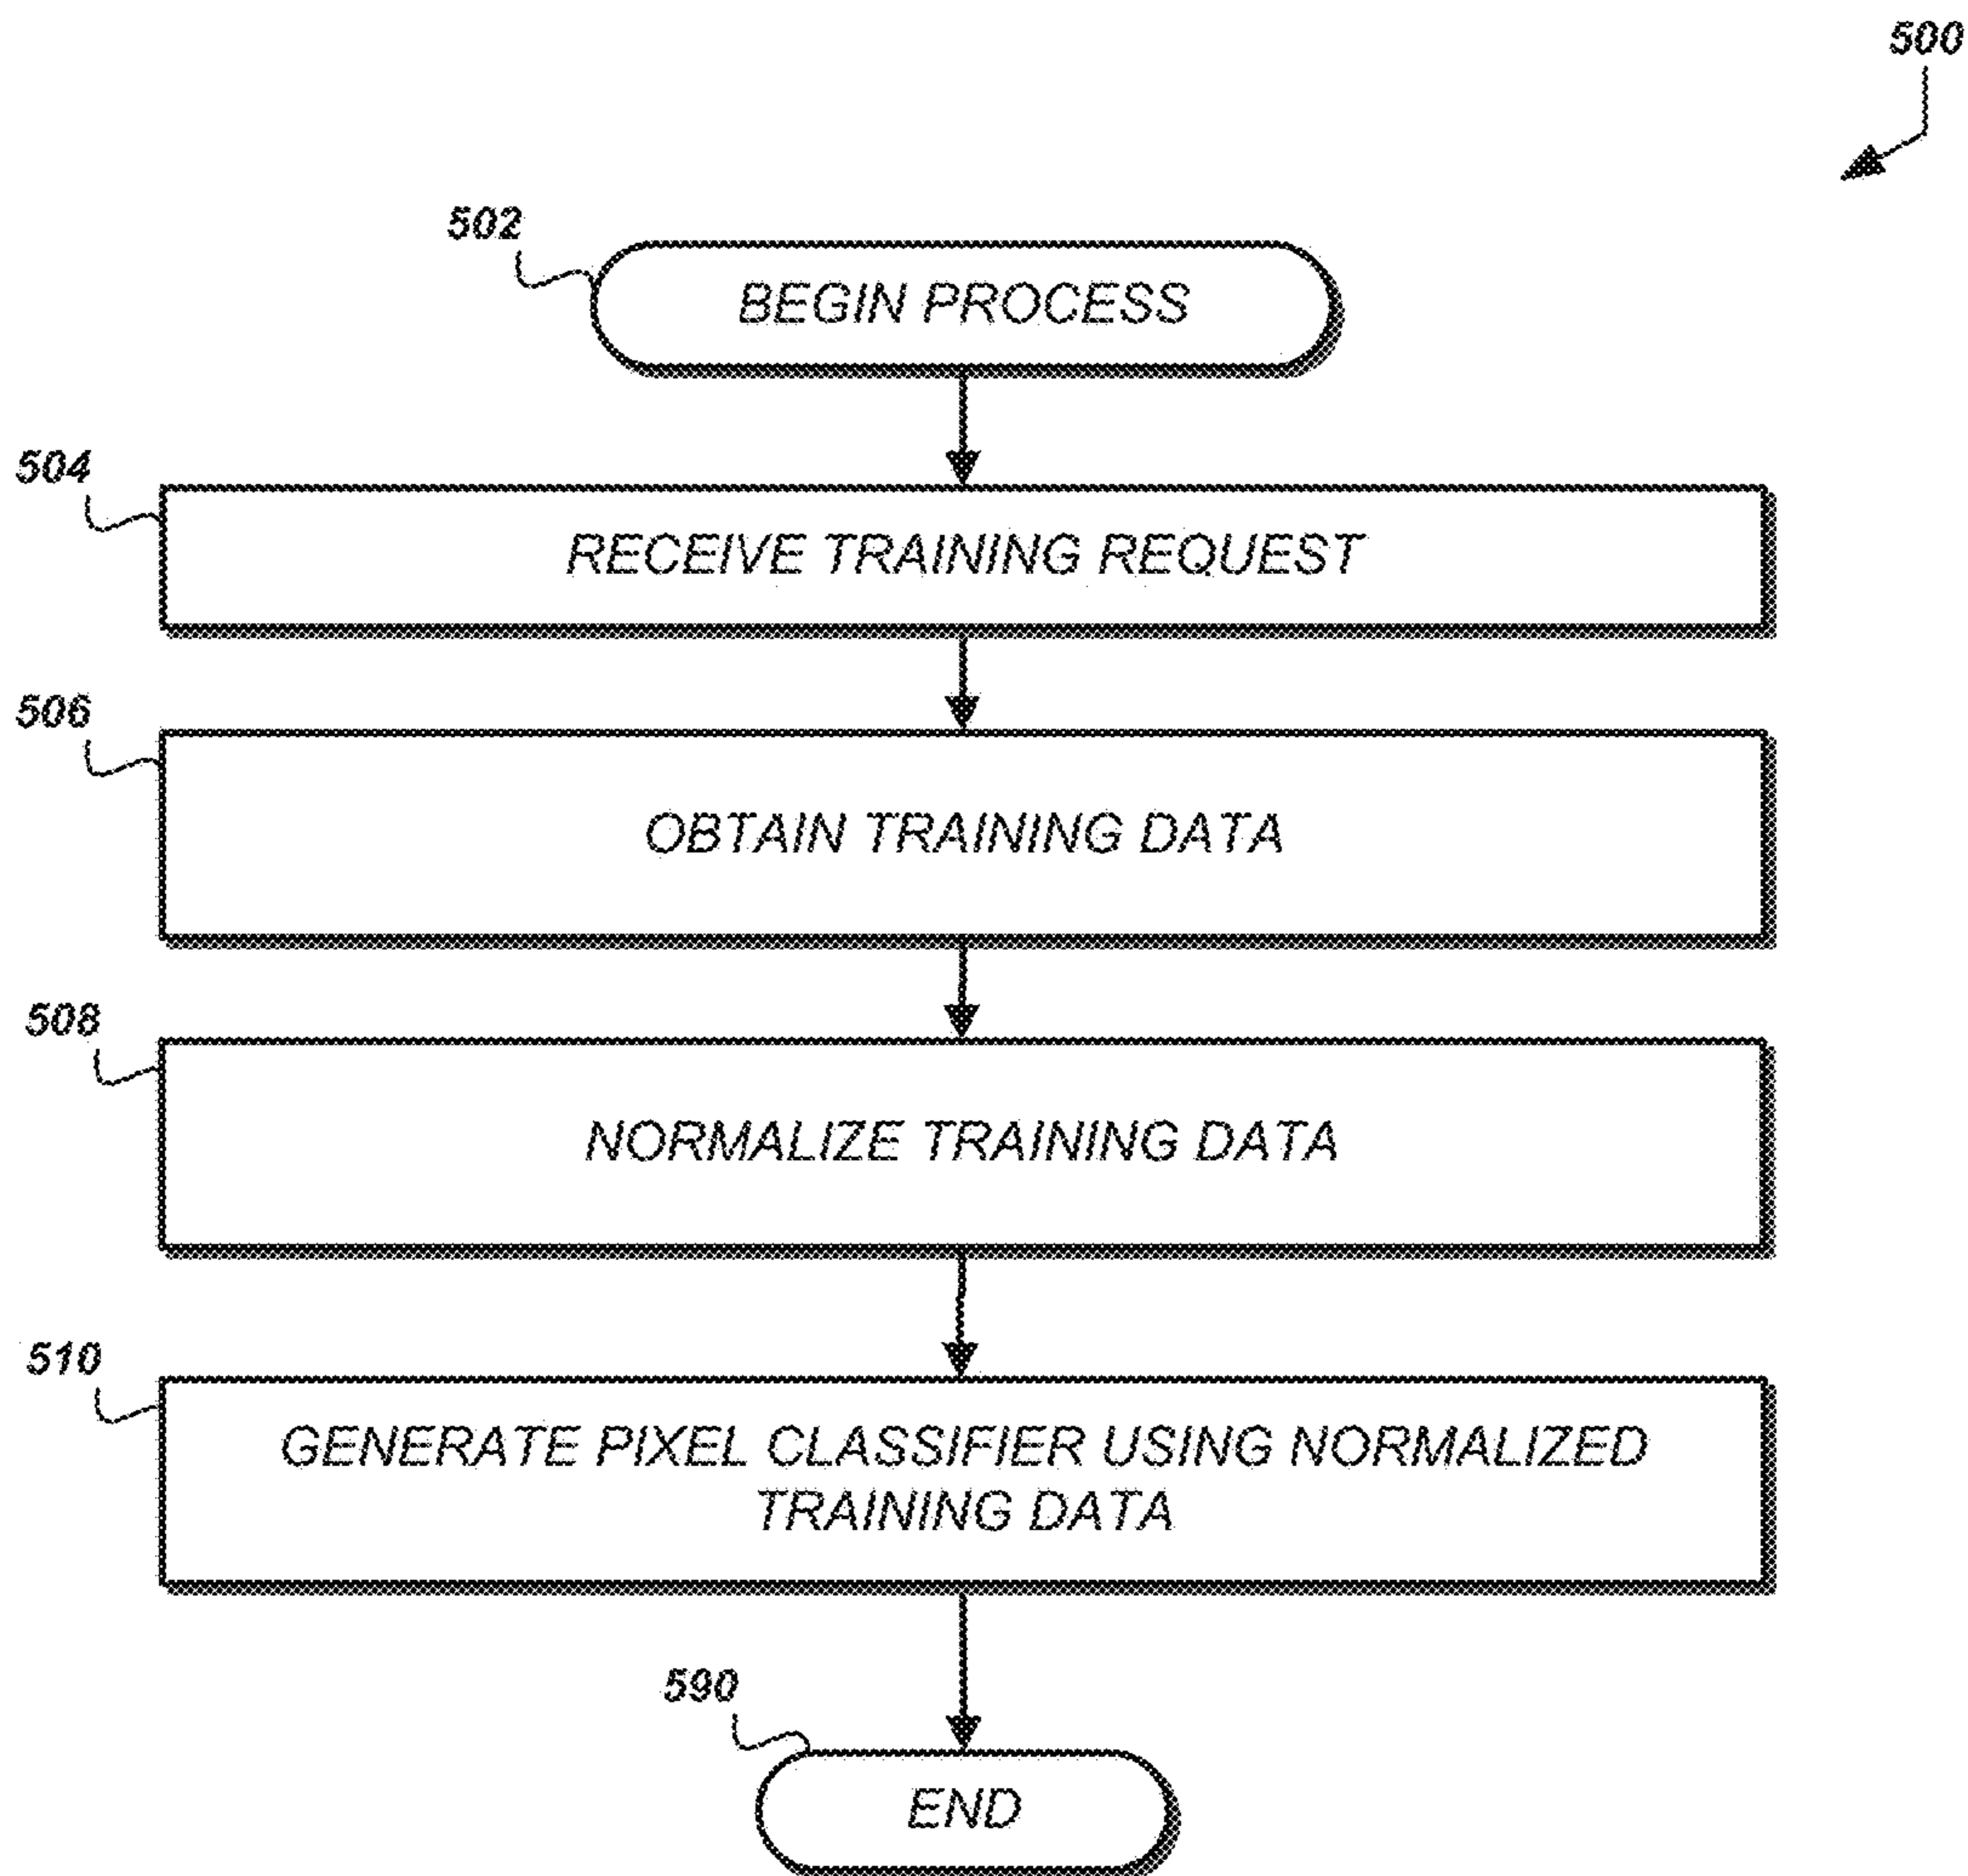 500
502
BEGIN PROCESS
504
RECEIVE TRAINING REQUEST
506
OBTAIN TRAINING DATA
508
NORMALIZE TRAINING DATA
510
GENERATE PIXEL CLASSIFIER USING NORMALIZED
TRAINING DATA
590
END